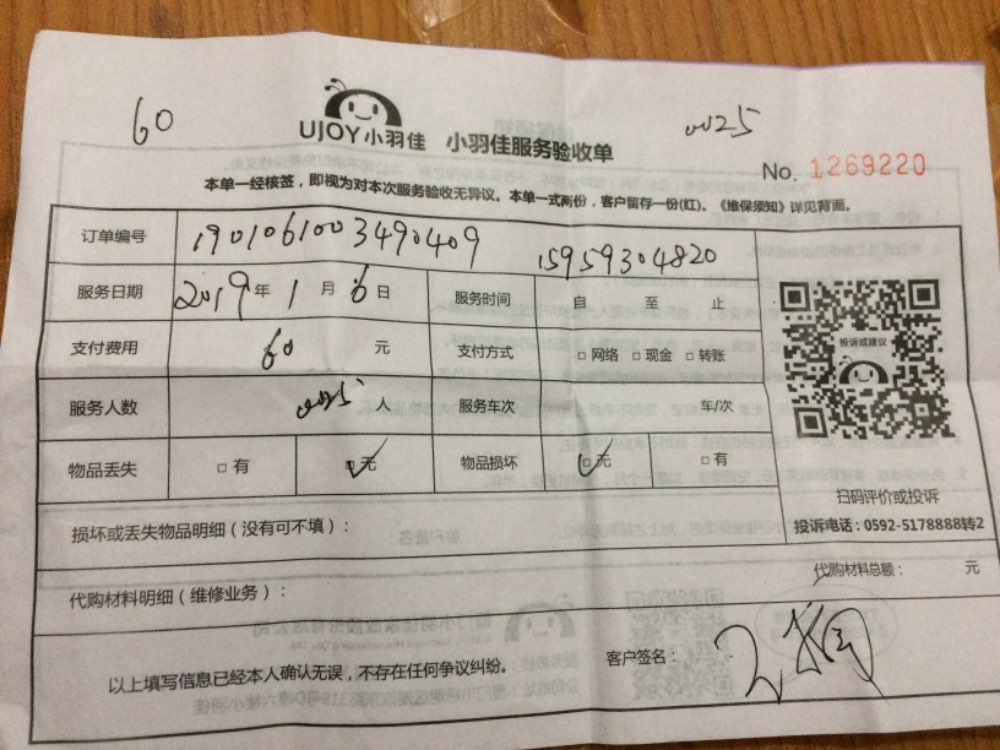 60
0025
UJOY小羽佳 小羽佳服务验收单
No. 1269220
本单一经核签，即视为对本次服务验收无异议。本单一式两份，客户留存一份(红)。《维保须知》详见背面。
订单编号 1901061003490409 15959304820
服务日期 2019年 1月 6日 服务时间 自 至 止
支付费用 60 元 支付方式 □网络 □现金 □转账
投诉或建议
服务人数 0025 人 服务车次 车/次
物品丢失 □有 □无 物品损坏 □无 □有
扫码评价或投诉
投诉电话：0592-5178888转2
损坏或丢失物品明细（没有可不填）：
代购材料总额： 元
代购材料明细（维修业务）：
客户签名：
以上填写信息已经本人确认无误，不存在任何争议纠纷。